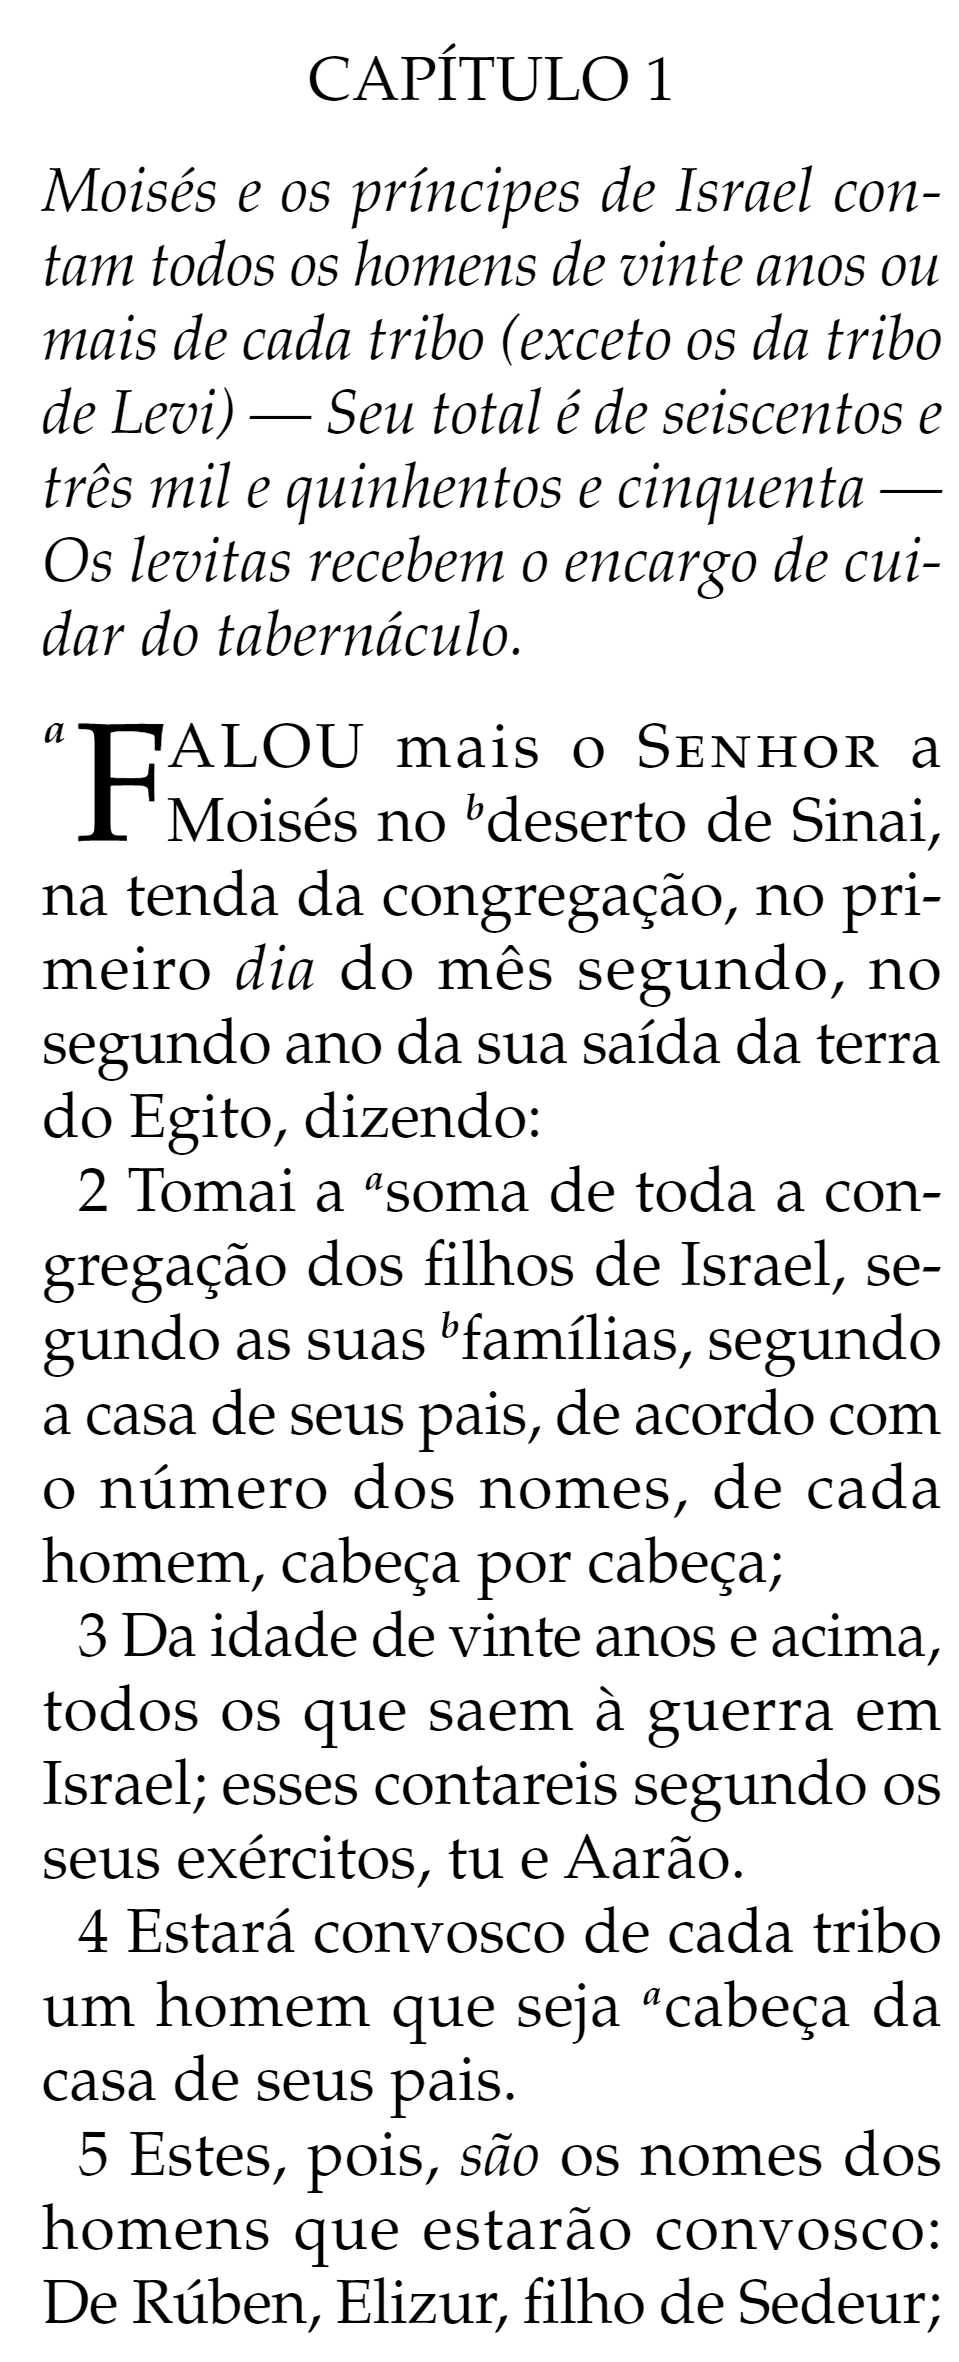 CAPÍTULO 1
Moisés e os príncipes de Israel con-
tam todos os homens de vinte anos ou
mais de cada tribo (exceto os da tribo
de Levi) — Seu total é de seiscentos e
três mil e quinhentos e cinquenta —
Os levitas recebem o encargo de cui-
dar do tabernáculo.
a FALOU mais o SENHOR a
Moisés no bdeserto de Sinai,
na tenda da congregação, no pri-
meiro dia do mês segundo, no
segundo ano da sua saída da terra
do Egito, dizendo:
2 Tomai a asoma de toda a con-
gregação dos filhos de Israel, se-
gundo as suas bfamílias, segundo
a casa de seus pais, de acordo com
o número dos nomes, de cada
homem, cabeça por cabeça;
3 Da idade de vinte anos e acima,
todos os que saem à guerra em
Israel; esses contareis segundo os
seus exércitos, tu e Aarão.
4 Estará convosco de cada tribo
um homem que seja acabeça da
casa de seus pais.
5 Estes, pois, são os nomes dos
homens que estarão convosco:
De Rúben, Elizur, filho de Sedeur;